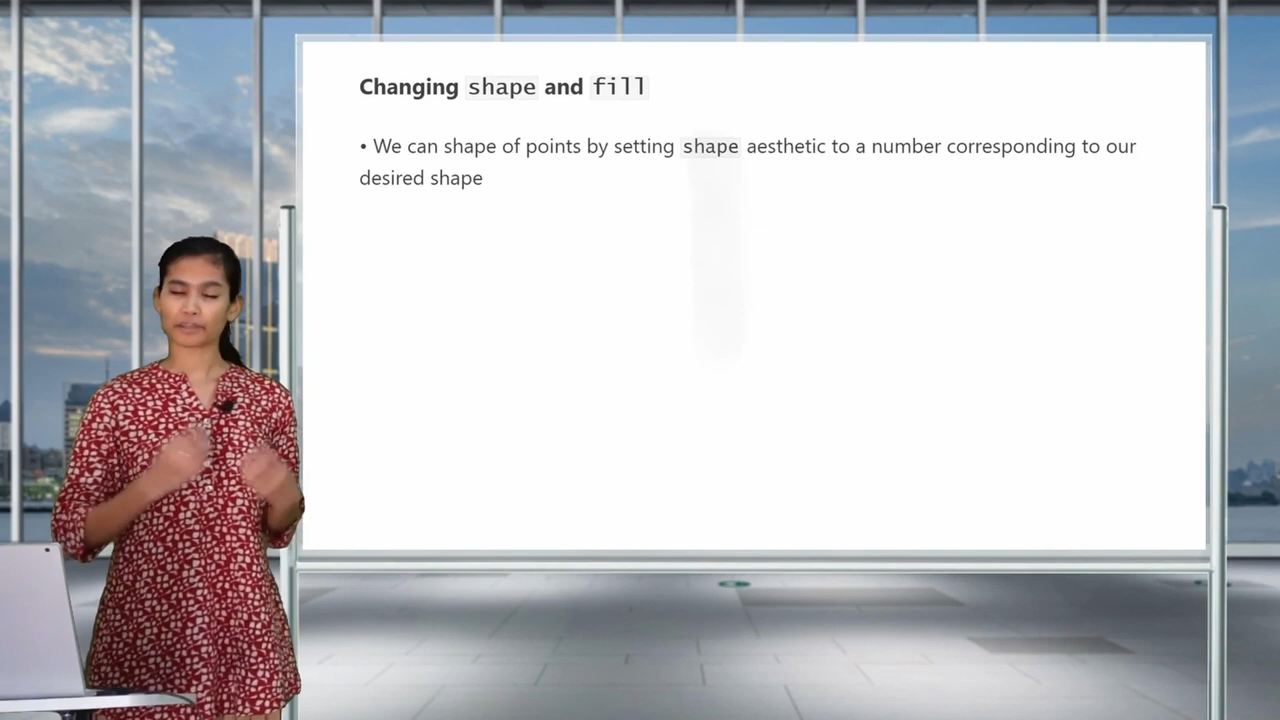 Changing shape and fill
• We can shape of points by setting shape aesthetic to a number corresponding to our
desired shape